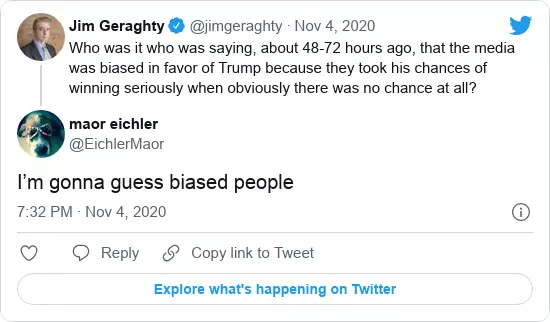 Jim Geraghty @jimgeraghty · Nov 4, 2020
Who was it who was saying, about 48-72 hours ago, that the media
was biased in favor of Trump because they took his chances of
winning seriously when obviously there was no chance at all?
maor eichler
@EichlerMaor
I’m gonna guess biased people
7:32 PM · Nov 4, 2020
Reply
Copy link to Tweet
Explore what's happening on Twitter